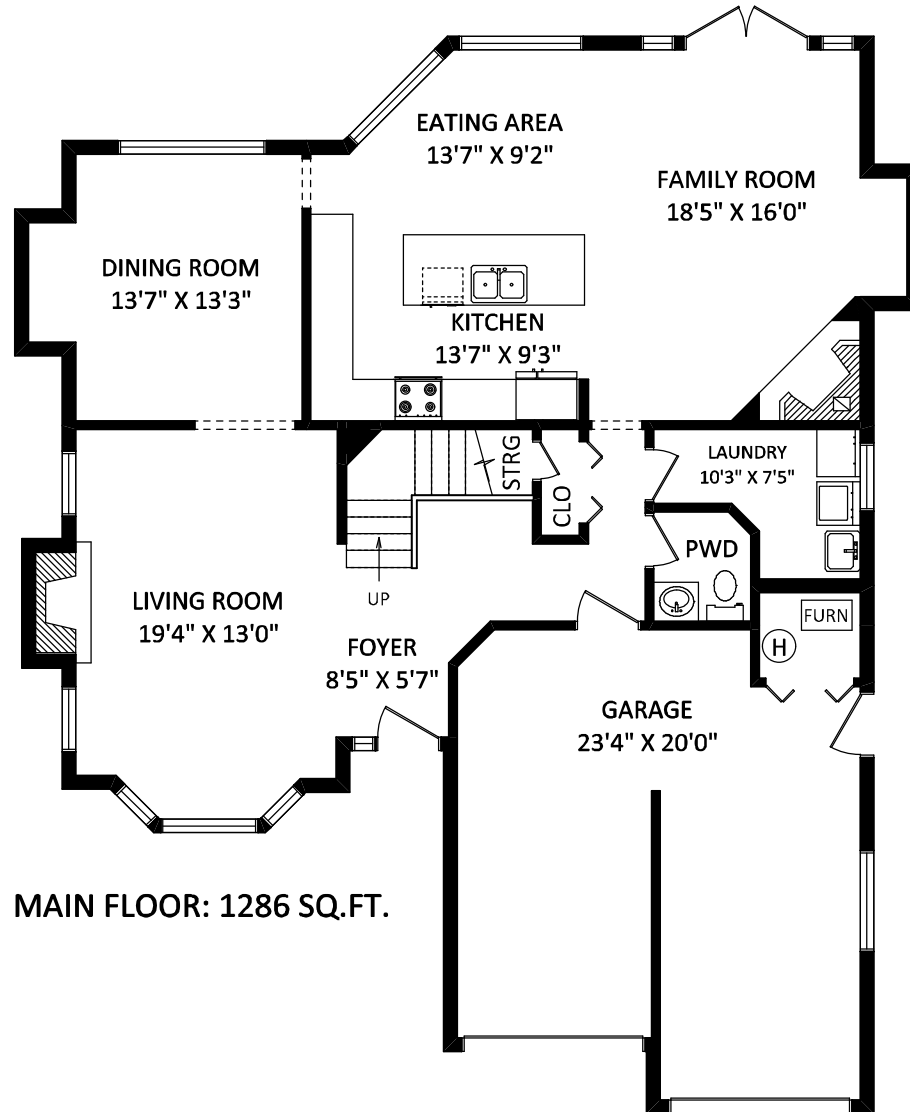 EATING AREA
13'7" X 9'2"
FAMILY ROOM
18'5" X 16'0"
DINING ROOM
13'7" X 13'3"
KITCHEN
13'7" X 9'3"
STRG
CLO
LAUNDRY
10'3" X 7'5"
PWD
UP
LIVING ROOM
19'4" X 13'0"
FURN
H
FOYER
8'5" X 5'7"
GARAGE
23'4" X 20'0"
MAIN FLOOR: 1286 SQ.FT.